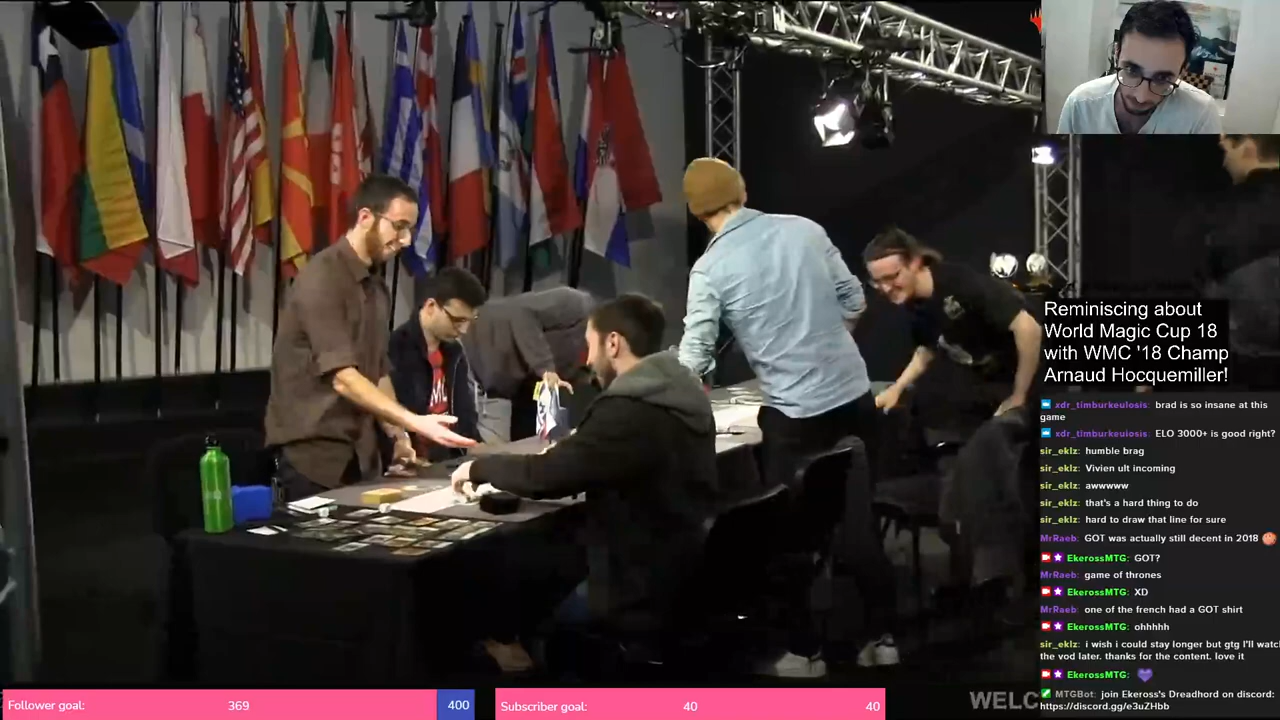 Reminiscing about
World Magic Cup 18
with WMC '18 Champ
Arnaud Hocquemiller!
xdr_timburkeulosis: brad is so insane at this
game
xdr_timburkeulosis: ELO 3000+ is good right?
sir_eklz: humble brag
sir_eklz: Vivien ult incoming
sir_eklz: awwwww
sir_eklz: that's a hard thing to do
sir_eklz: hard to draw that line for sure
MrRaeb: GOT was actually still decent in 2018
EkerossMTG: GOT?
MrRaeb: game of thrones
EkerossMTG: XD
MrRaeb: one of the french had a GOT shirt
EkerossMTG: ohhhhh
sir_eklz: i wish i could stay longer but gtg I'll watch
the vod later. thanks for the content. love it
EkerossMTG:
MTGBot: join Ekeross's Dreadhord on discord:
https://discord.gg/e3uZHbb
Follower goal: 369 400
Subscriber goal: 40 40
WELC